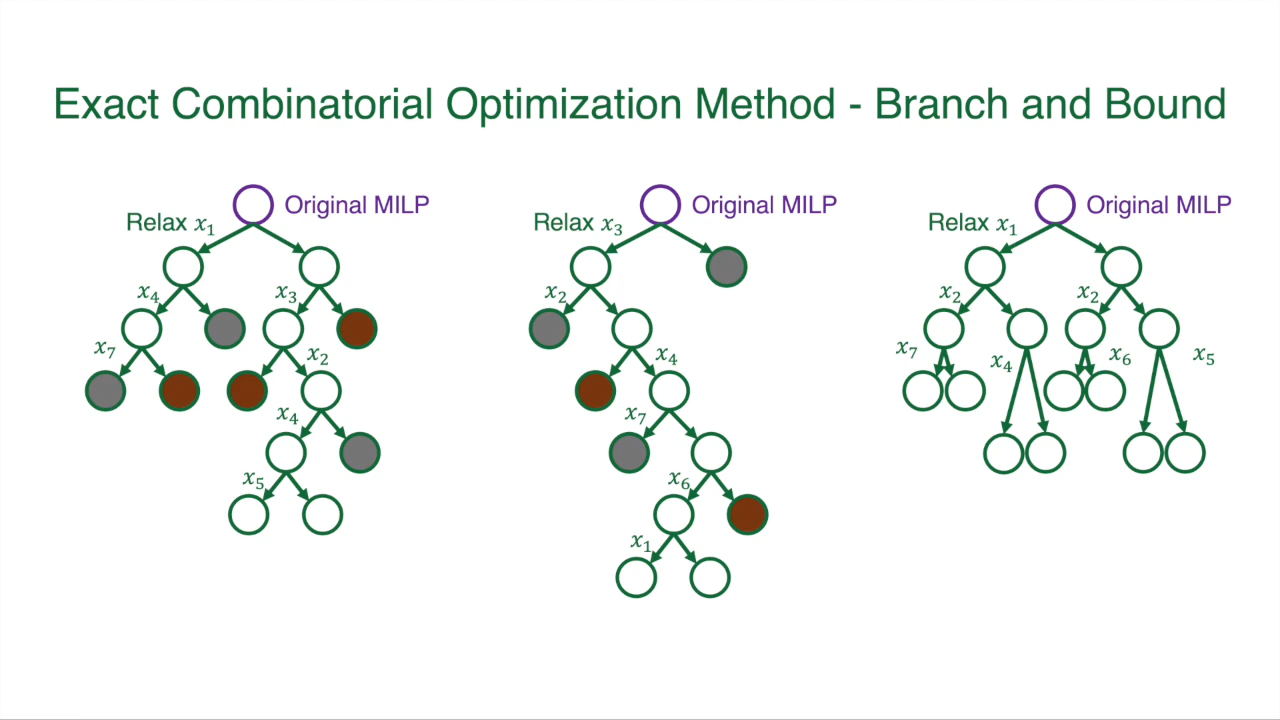 Exact Combinatorial Optimization Method - Branch and Bound
Original MILP
Relax x₁
x₄
x₃
x₇
x₂
x₄
x₅
Original MILP
Relax x₃
x₂
x₄
x₇
x₆
x₁
Original MILP
Relax x₁
x₂
x₂
x₇
x₄
x₆
x₅